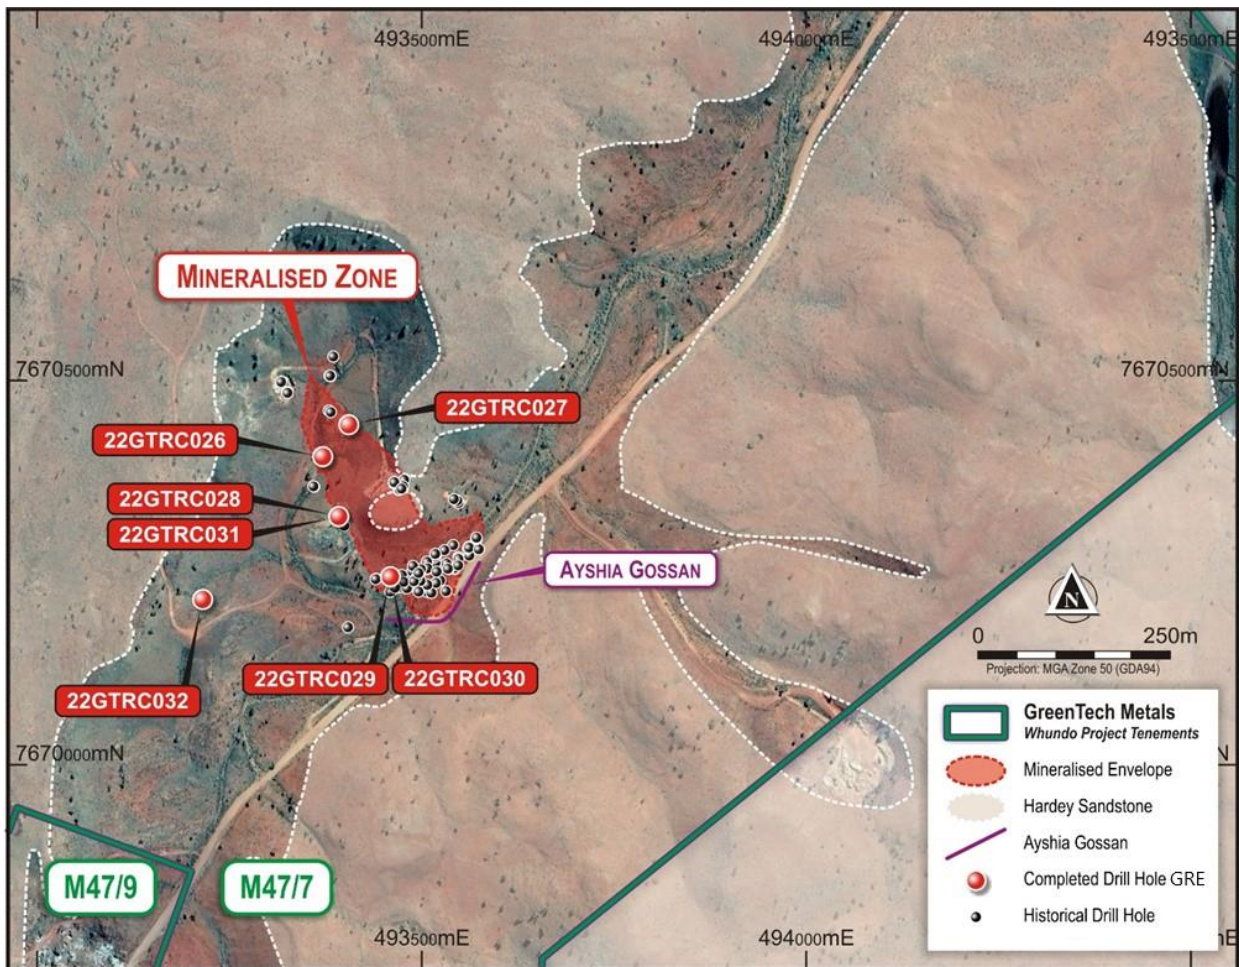 493500mE
494000mE
493500mE
MINERALISED ZONE
7670500mN
7670500mN
22GTRC027
22GTRC026
22GTRC028
22GTRC031
AYSHIA GOSSAN
N
0 250m
Projection: MGA Zone 50 (GDA94)
22GTRC029
22GTRC030
22GTRC032
GreenTech Metals
Whundo Project Tenements
7670000mN
N
Mineralised Envelope
Hardey Sandstone
Ayshia Gossan
M47/9
M47/7
Completed Drill Hole GRE
Historical Drill Hole
493500mE
494000mE